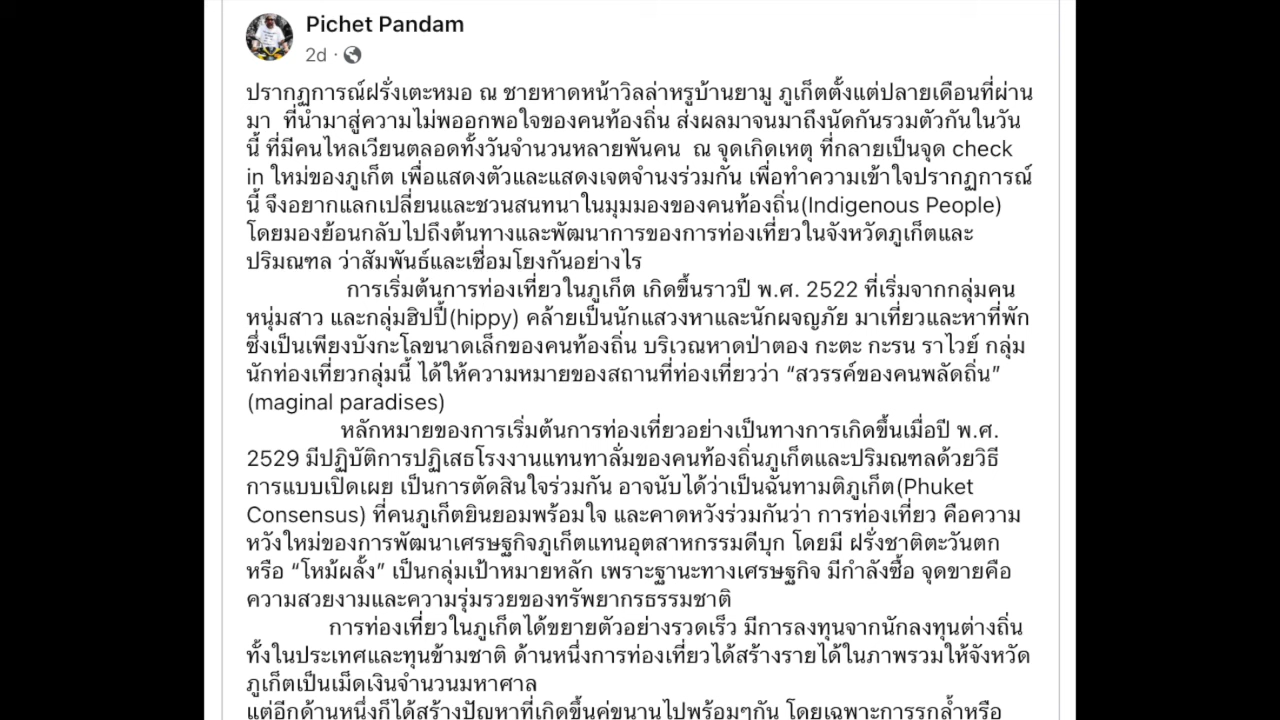 Pichet Pandam
2d ·
ปรากฏการณ์ฝรั่งเตะหมอ ณ ชายหาดหน้าวิลล่าหรูบ้านยามู ภูเก็ตตั้งแต่ปลายเดือนที่ผ่าน
มา ที่นำมาสู่ความไม่พออกพอใจของคนท้องถิ่น ส่งผลมาจนมาถึงนัดกันรวมตัวกันในวัน
นี้ ที่มีคนไหลเวียนตลอดทั้งวันจำนวนหลายพันคน ณ จุดเกิดเหตุ ที่กลายเป็นจุด check
in ใหม่ของภูเก็ต เพื่อแสดงตัวและแสดงเจตจำนงร่วมกัน เพื่อทำความเข้าใจปรากฏการณ์
นี้ จึงอยากแลกเปลี่ยนและชวนสนทนาในมุมมองของคนท้องถิ่น(Indigenous People)
โดยมองย้อนกลับไปถึงต้นทางและพัฒนาการของการท่องเที่ยวในจังหวัดภูเก็ตและ
ปริมณฑล ว่าสัมพันธ์และเชื่อมโยงกันอย่างไร
การเริ่มต้นการท่องเที่ยวในภูเก็ต เกิดขึ้นราวปี พ.ศ. 2522 ที่เริ่มจากกลุ่มคน
หนุ่มสาว และกลุ่มฮิปปี้(hippy) คล้ายเป็นนักแสวงหาและนักผจญภัย มาเที่ยวและหาที่พัก
ซึ่งเป็นเพียงบังกะโลขนาดเล็กของคนท้องถิ่น บริเวณหาดป่าตอง กะตะ กะรน ราไวย์ กลุ่ม
นักท่องเที่ยวกลุ่มนี้ ได้ให้ความหมายของสถานที่ท่องเที่ยวว่า “สวรรค์ของคนพลัดถิ่น”
(maginal paradises)
หลักหมายของการเริ่มต้นการท่องเที่ยวอย่างเป็นทางการเกิดขึ้นเมื่อปี พ.ศ.
2529 มีปฏิบัติการปฏิเสธโรงงานแทนทาลั่มของคนท้องถิ่นภูเก็ตและปริมณฑลด้วยวิธี
การแบบเปิดเผย เป็นการตัดสินใจร่วมกัน อาจนับได้ว่าเป็นฉันทามติภูเก็ต(Phuket
Consensus) ที่คนภูเก็ตยินยอมพร้อมใจ และคาดหวังร่วมกันว่า การท่องเที่ยว คือความ
หวังใหม่ของการพัฒนาเศรษฐกิจภูเก็ตแทนอุตสาหกรรมดีบุก โดยมี ฝรั่งชาติตะวันตก
หรือ “โหม้ผลั้ง” เป็นกลุ่มเป้าหมายหลัก เพราะฐานะทางเศรษฐกิจ มีกำลังซื้อ จุดขายคือ
ความสวยงามและความรุ่มรวยของทรัพยากรธรรมชาติ
การท่องเที่ยวในภูเก็ตได้ขยายตัวอย่างรวดเร็ว มีการลงทุนจากนักลงทุนต่างถิ่น
ทั้งในประเทศและทุนข้ามชาติ ด้านหนึ่งการท่องเที่ยวได้สร้างรายได้ในภาพรวมให้จังหวัด
ภูเก็ตเป็นเม็ดเงินจำนวนมหาศาล
แต่อีกด้านหนึ่งก็ได้สร้างปัญหาที่เกิดขึ้นคู่ขนานไปพร้อมๆกัน โดยเฉพาะการรุกล้ำหรือ